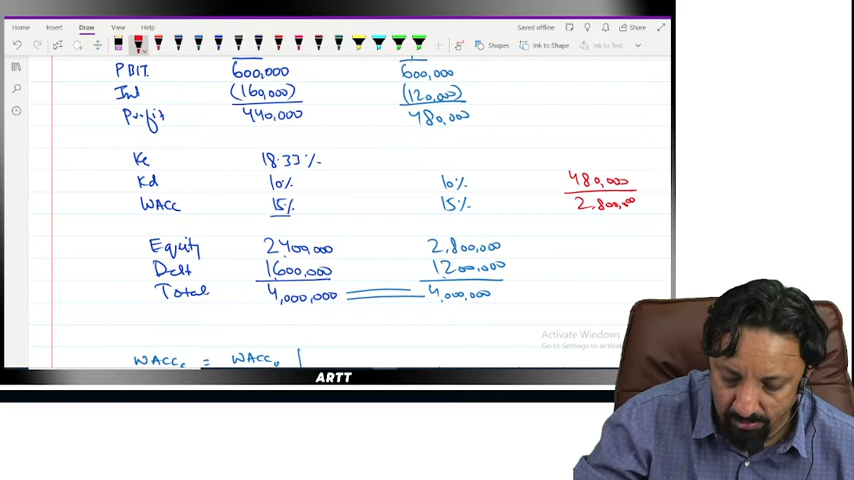 Home Insert Draw View Help Saved offline Share
Shapes Ink to Shape Ink to Text
PBIT 600,000 600,000
Int (160,000) (120,000)
Profit 440,000 480,000
Ke 18.33%
Kd 10% 10%
480,000
WACC 15% 15%
2,800,000
Equity 2,400,000 2,800,000
Debt 1600,000 1200,000
Total 4,000,000 4,000,000
Activate Windows
Go to Settings to activate
WACC = WACC
ARTT